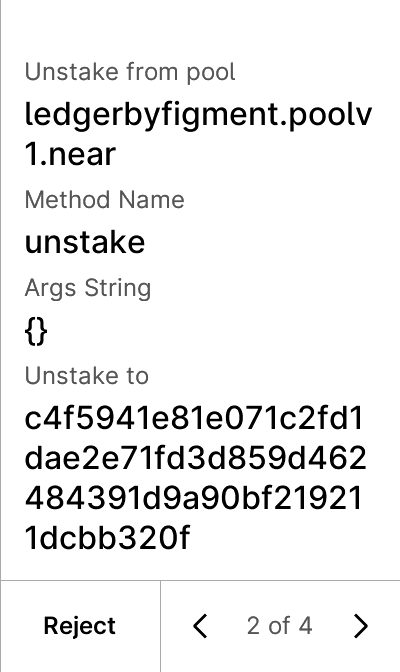 Unstake from pool
ledgerbyfigment.poolv
1.near
Method Name
unstake
Args String
{}
Unstake to
c4f5941e81e071c2fd1
dae2e71fd3d859d462
484391d9a90bf21921
1dcbb320f
Reject
2 of 4